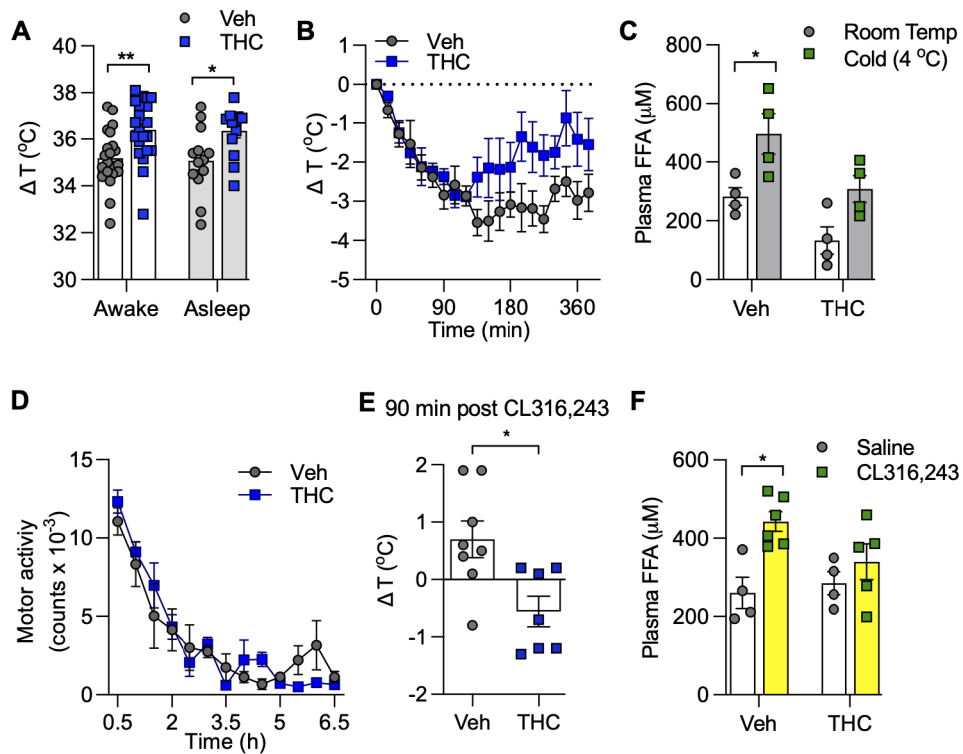 A
Veh
THC
40
38
36
34
32
30
Δ T (°C)
**
*
Awake
Asleep
B
Veh
THC
1
0
-1
-2
-3
-4
-5
Δ T (°C)
0
90
180
360
Time (min)
C
Room Temp
Cold (4 °C)
800
600
400
200
0
Plasma FFA (μM)
*
Veh
THC
D
Veh
THC
15
10
5
0
Motor activiy
(counts x 10⁻³)
0.5
2
3.5
5
6.5
Time (h)
E
90 min post CL316,243
*
2
1
0
-1
-2
Δ T (°C)
Veh
THC
F
Saline
CL316,243
600
400
200
0
Plasma FFA (μM)
*
Veh
THC